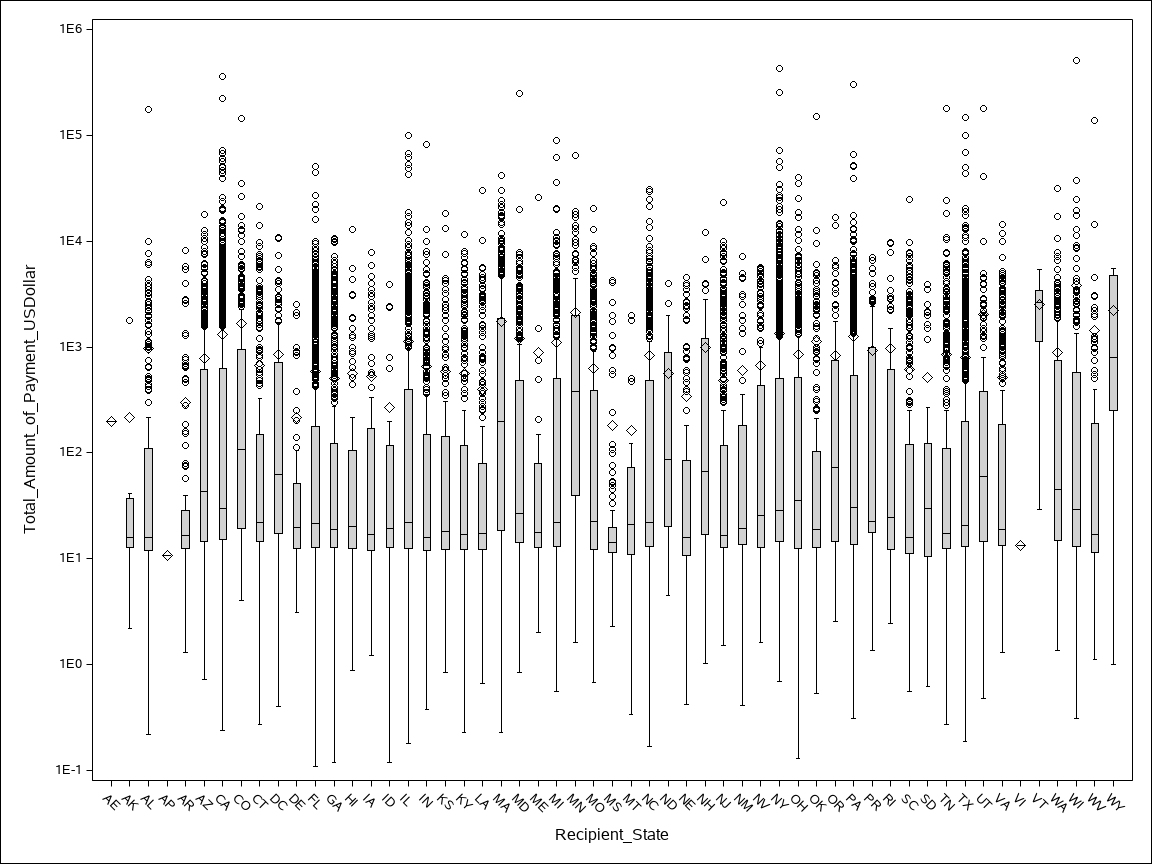 1E6
1E5
1E4
1E3
1E2
1E1
1E0
1E-1
Total_Amount_of_Payment_USDollar
AE AK AL AP AR AZ CA CO CT DC DE FL GA HI IA ID IL IN KS KY LA MA MD ME MI MN MO MS MT NC ND NE NH NJ NM NV NY OH OK OR PA PR RI SC SD TN TX UT VA VI VT WA WI WV WY
Recipient_State